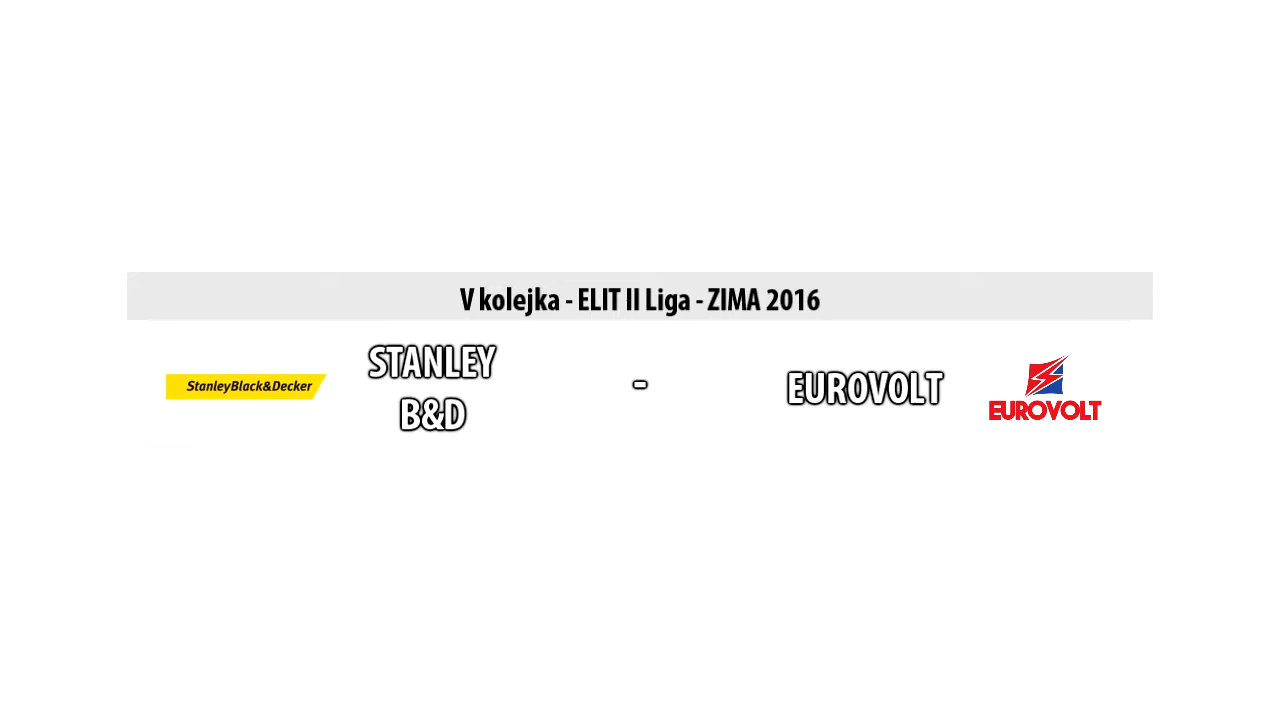 V kolejka - ELIT II Liga - ZIMA 2016
StanleyBlack&Decker
STANLEY
B&D
-
EUROVOLT
EUROVOLT